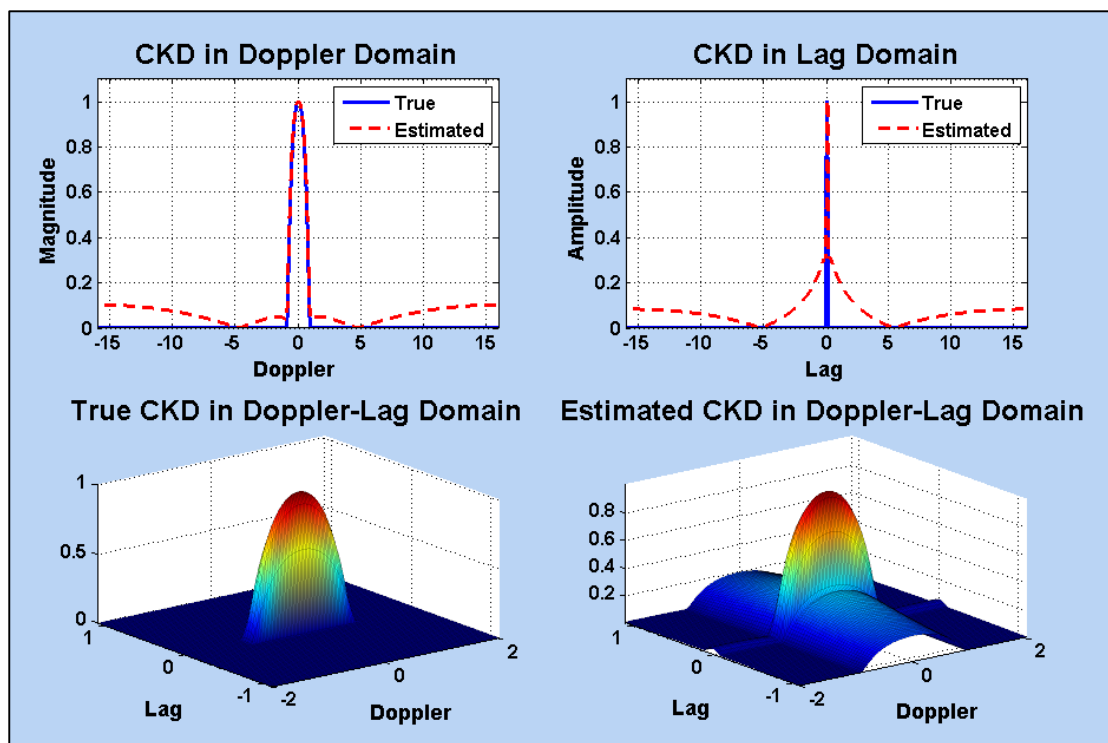 CKD in Doppler Domain
1
0.8
0.6
0.4
0.2
0
Magnitude
True
Estimated
-15
-10
-5
0
5
10
15
Doppler
CKD in Lag Domain
1
0.8
0.6
0.4
0.2
0
Amplitude
True
Estimated
-15
-10
-5
0
5
10
15
Lag
True CKD in Doppler-Lag Domain
1
0.5
0
1
0
-1
Lag
-2
0
2
Doppler
Estimated CKD in Doppler-Lag Domain
0.8
0.6
0.4
0.2
1
0
-1
Lag
-2
0
2
Doppler